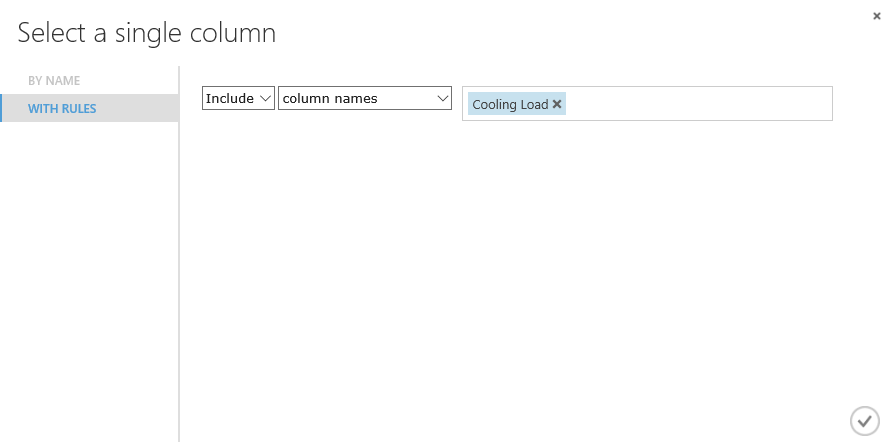 Select a single column
BY NAME
WITH RULES
Include column names Cooling Load